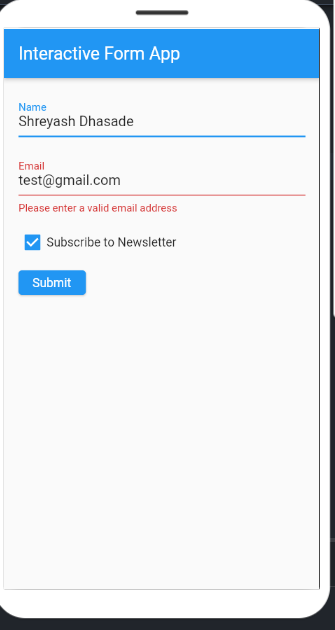 Interactive Form App
Name
Shreyash Dhasade
Email
test@gmail.com
Please enter a valid email address
Subscribe to Newsletter
Submit